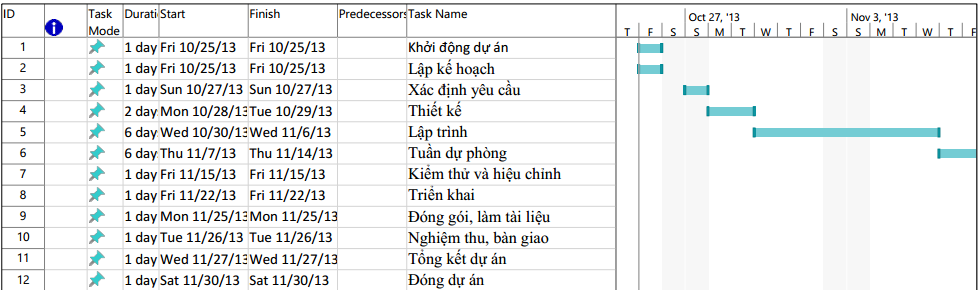 ID Task Mode Durati Start Finish Predecessors Task Name
Oct 27, '13 Nov 3, '13
T F S S M T W T F S S M T W T F
1 1 day Fri 10/25/13 Fri 10/25/13 Khởi động dự án
2 1 day Fri 10/25/13 Fri 10/25/13 Lập kế hoạch
3 1 day Sun 10/27/13 Sun 10/27/13 Xác định yêu cầu
4 2 day Mon 10/28/13 Tue 10/29/13 Thiết kế
5 6 day Wed 10/30/13 Wed 11/6/13 Lập trình
6 6 day Thu 11/7/13 Thu 11/14/13 Tuần dự phòng
7 1 day Fri 11/15/13 Fri 11/15/13 Kiểm thử và hiệu chỉnh
8 1 day Fri 11/22/13 Fri 11/22/13 Triển khai
9 1 day Mon 11/25/13 Mon 11/25/13 Đóng gói, làm tài liệu
10 1 day Tue 11/26/13 Tue 11/26/13 Nghiệm thu, bàn giao
11 1 day Wed 11/27/13 Wed 11/27/13 Tổng kết dự án
12 1 day Sat 11/30/13 Sat 11/30/13 Đóng dự án